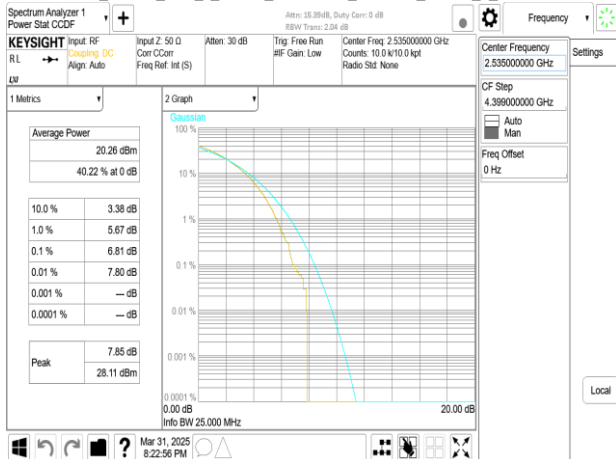 Spectrum Analyzer 1
Power Stat CCDF
Attn: 15.39dB, Duty Corr: 0 dB
RBW Trans: 2.04 dB
Frequency
KEYSIGHT
RL
Input: RF
Coupling: DC
Align: Auto
Input Z: 50 Ω
Corr CCorr
Freq Ref: Int (S)
Atten: 30 dB
Trig: Free Run
#IF Gain: Low
Center Freq: 2.535000000 GHz
Counts: 10.0 k/10.0 kpt
Radio Std: None
LXI
Center Frequency
2.535000000 GHz
Settings
CF Step
4.399000000 GHz
Auto
Man
Freq Offset
0 Hz
Local
1 Metrics
Average Power
20.26 dBm
40.22 % at 0 dB
10.0 % 3.38 dB
1.0 % 5.67 dB
0.1 % 6.81 dB
0.01 % 7.80 dB
0.001 % --- dB
0.0001 % --- dB
Peak
7.85 dB
28.11 dBm
2 Graph
Gaussian
100 %
10 %
1 %
0.1 %
0.01 %
0.001 %
0.0001 %
0.00 dB 20.00 dB
Info BW 25.000 MHz
?
Mar 31, 2025
8:22:56 PM